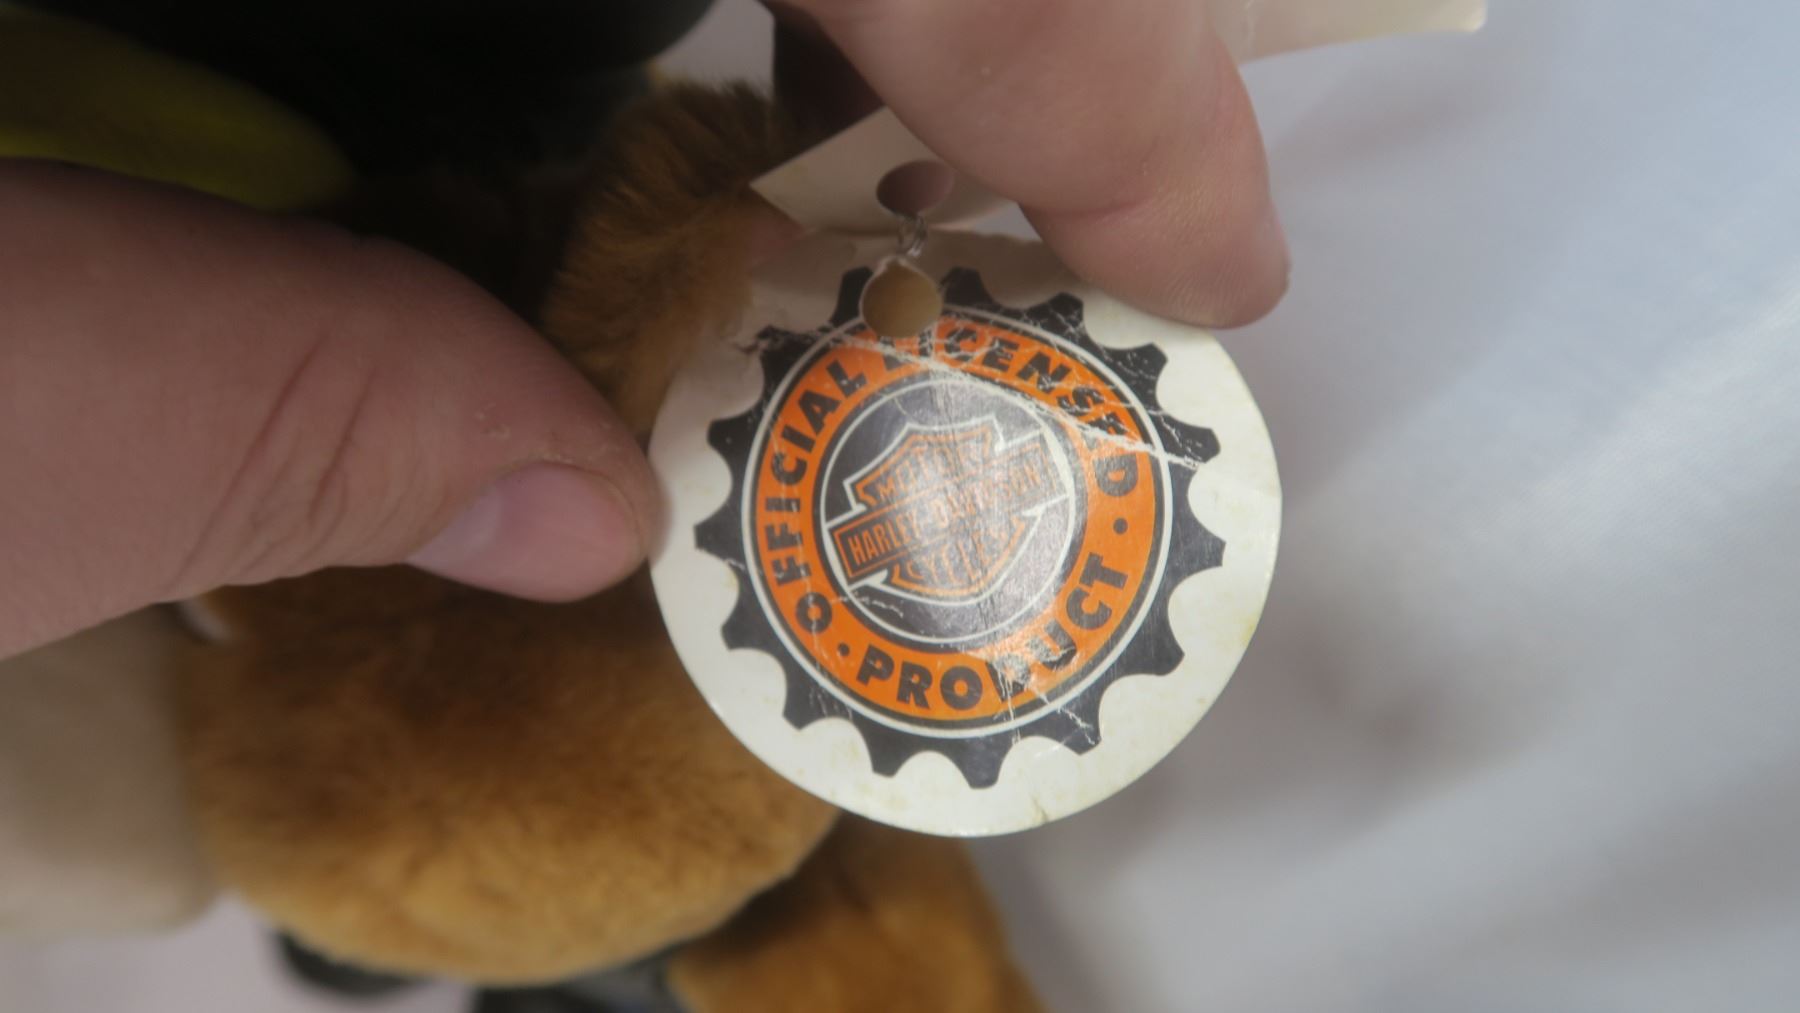 OFFICIAL LICENSED
• PRODUCT •
MOTOR
HARLEY-DAVIDSON
CYCLES